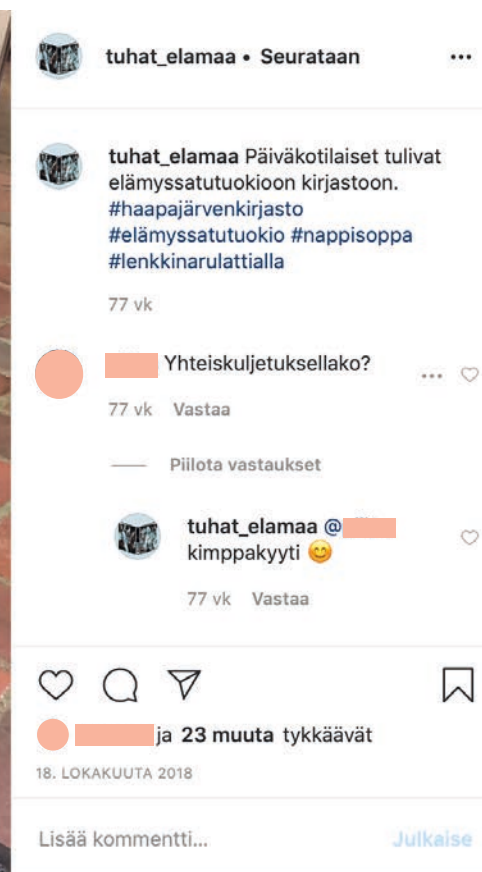 tuhat_elamaa • Seurataan
tuhat_elamaa Päiväkotilaiset tulivat
elämyssatutuokioon kirjastoon.
#haapajärvenkirjasto
#elämyssatutuokio #nappisoppa
#lenkkinarulattialla
77 vk
Yhteiskuljetuksellako?
77 vk Vastaa
Piilota vastaukset
tuhat_elamaa @
kimppakyyti 😊
77 vk Vastaa
ja 23 muuta tykkäävät
18. LOKAKUUTA 2018
Lisää kommentti...
Julkaise